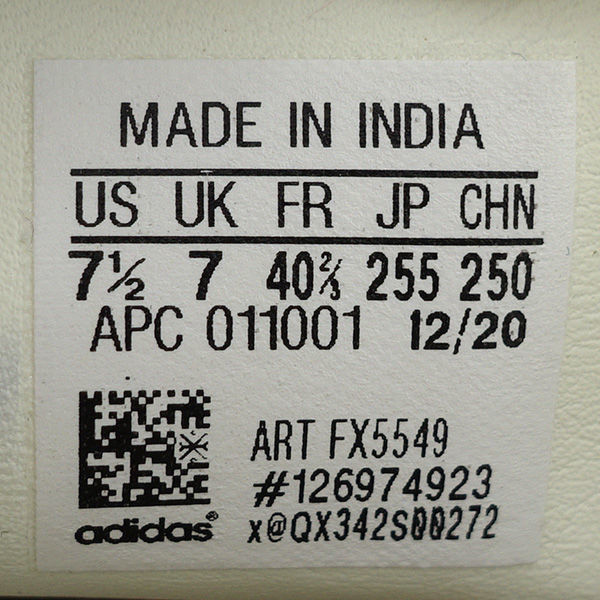 MADE IN INDIA
US UK FR JP CHN
7½ 7 40⅔ 255 250
APC 011001 12/20
ART FX5549
#126974923
adidas® x@QX342S00272